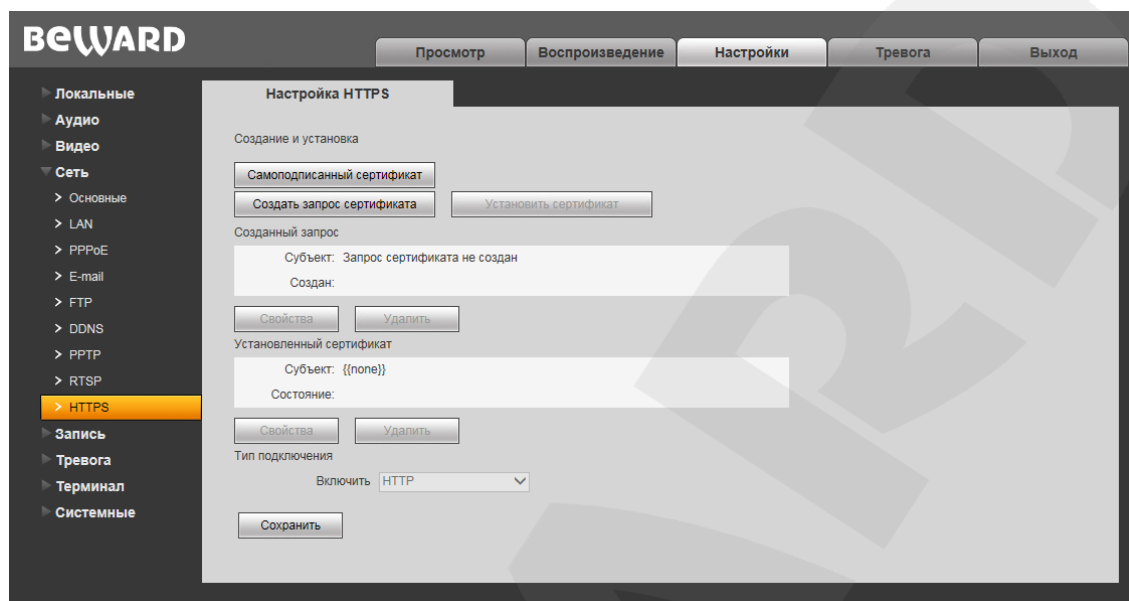 BEWARD
Просмотр Воспроизведение Настройки Тревога Выход
Локальные
Аудио
Видео
Сеть
> Основные
> LAN
> PPPoE
> E-mail
> FTP
> DDNS
> PPTP
> RTSP
> HTTPS
Запись
Тревога
Терминал
Системные
Настройка HTTPS
Создание и установка
Самоподписанный сертификат
Создать запрос сертификата Установить сертификат
Созданный запрос
Субъект: Запрос сертификата не создан
Создан:
Свойства Удалить
Установленный сертификат
Субъект: {{none}}
Состояние:
Свойства Удалить
Тип подключения
Включить HTTP
Сохранить